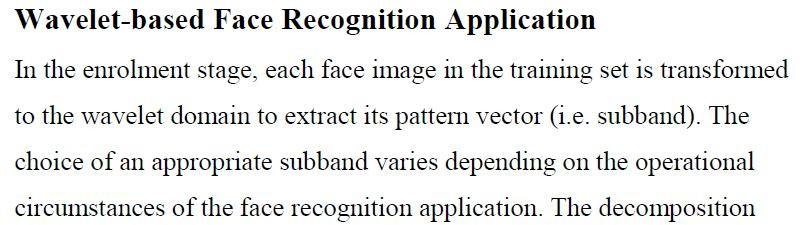 Wavelet-based Face Recognition Application
In the enrolment stage, each face image in the training set is transformed
to the wavelet domain to extract its pattern vector (i.e. subband). The
choice of an appropriate subband varies depending on the operational
circumstances of the face recognition application. The decomposition